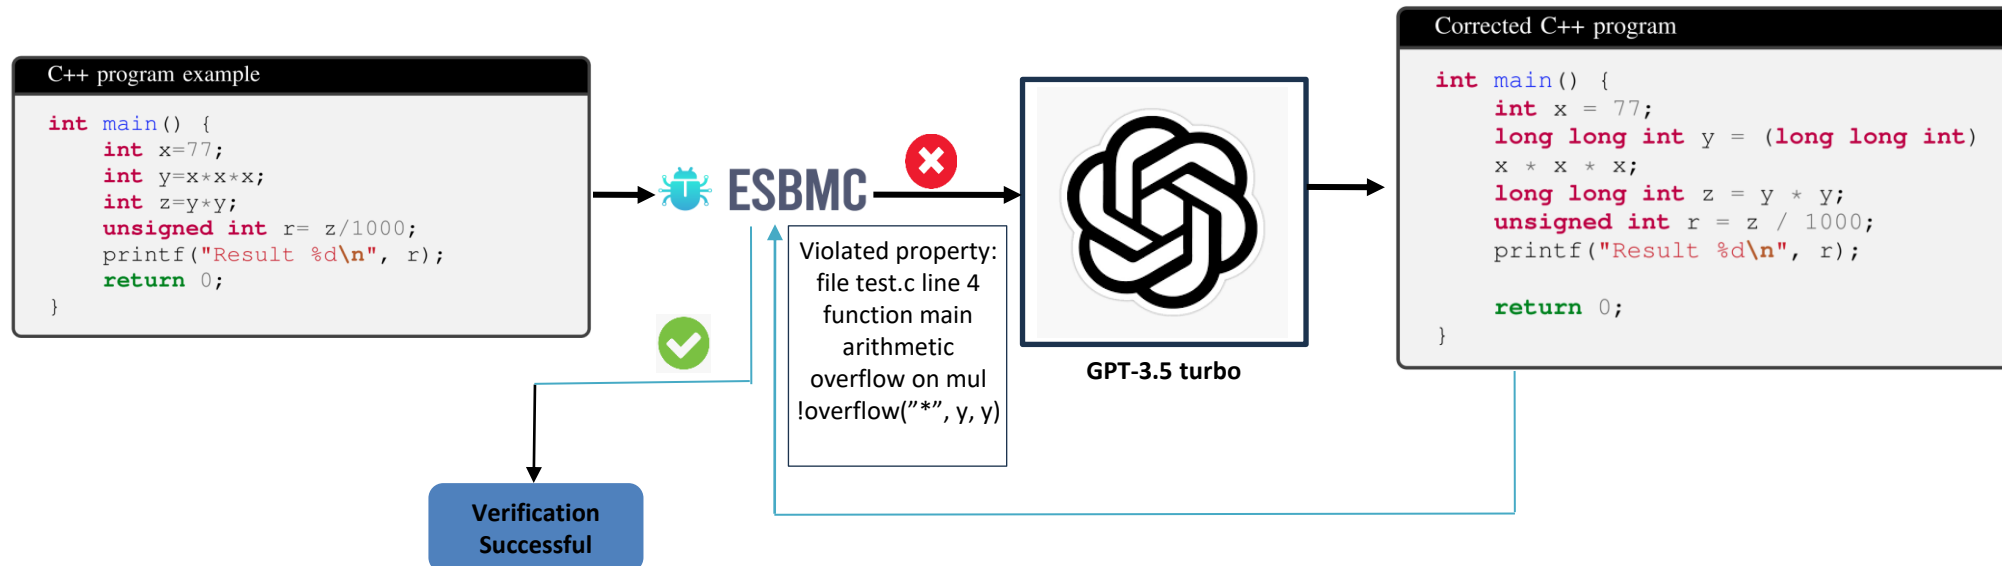 C++ program example
int main() {
int x=77;
int y=x*x*x;
int z=y*y;
unsigned int r= z/1000;
printf("Result %d\n", r);
return 0;
}
ESBMC
Violated property:
file test.c line 4
function main
arithmetic
overflow on mul
!overflow(”*”, y, y)
Verification
Successful
GPT-3.5 turbo
Corrected C++ program
int main() {
int x = 77;
long long int y = (long long int)
x * x * x;
long long int z = y * y;
unsigned int r = z / 1000;
printf("Result %d\n", r);
return 0;
}